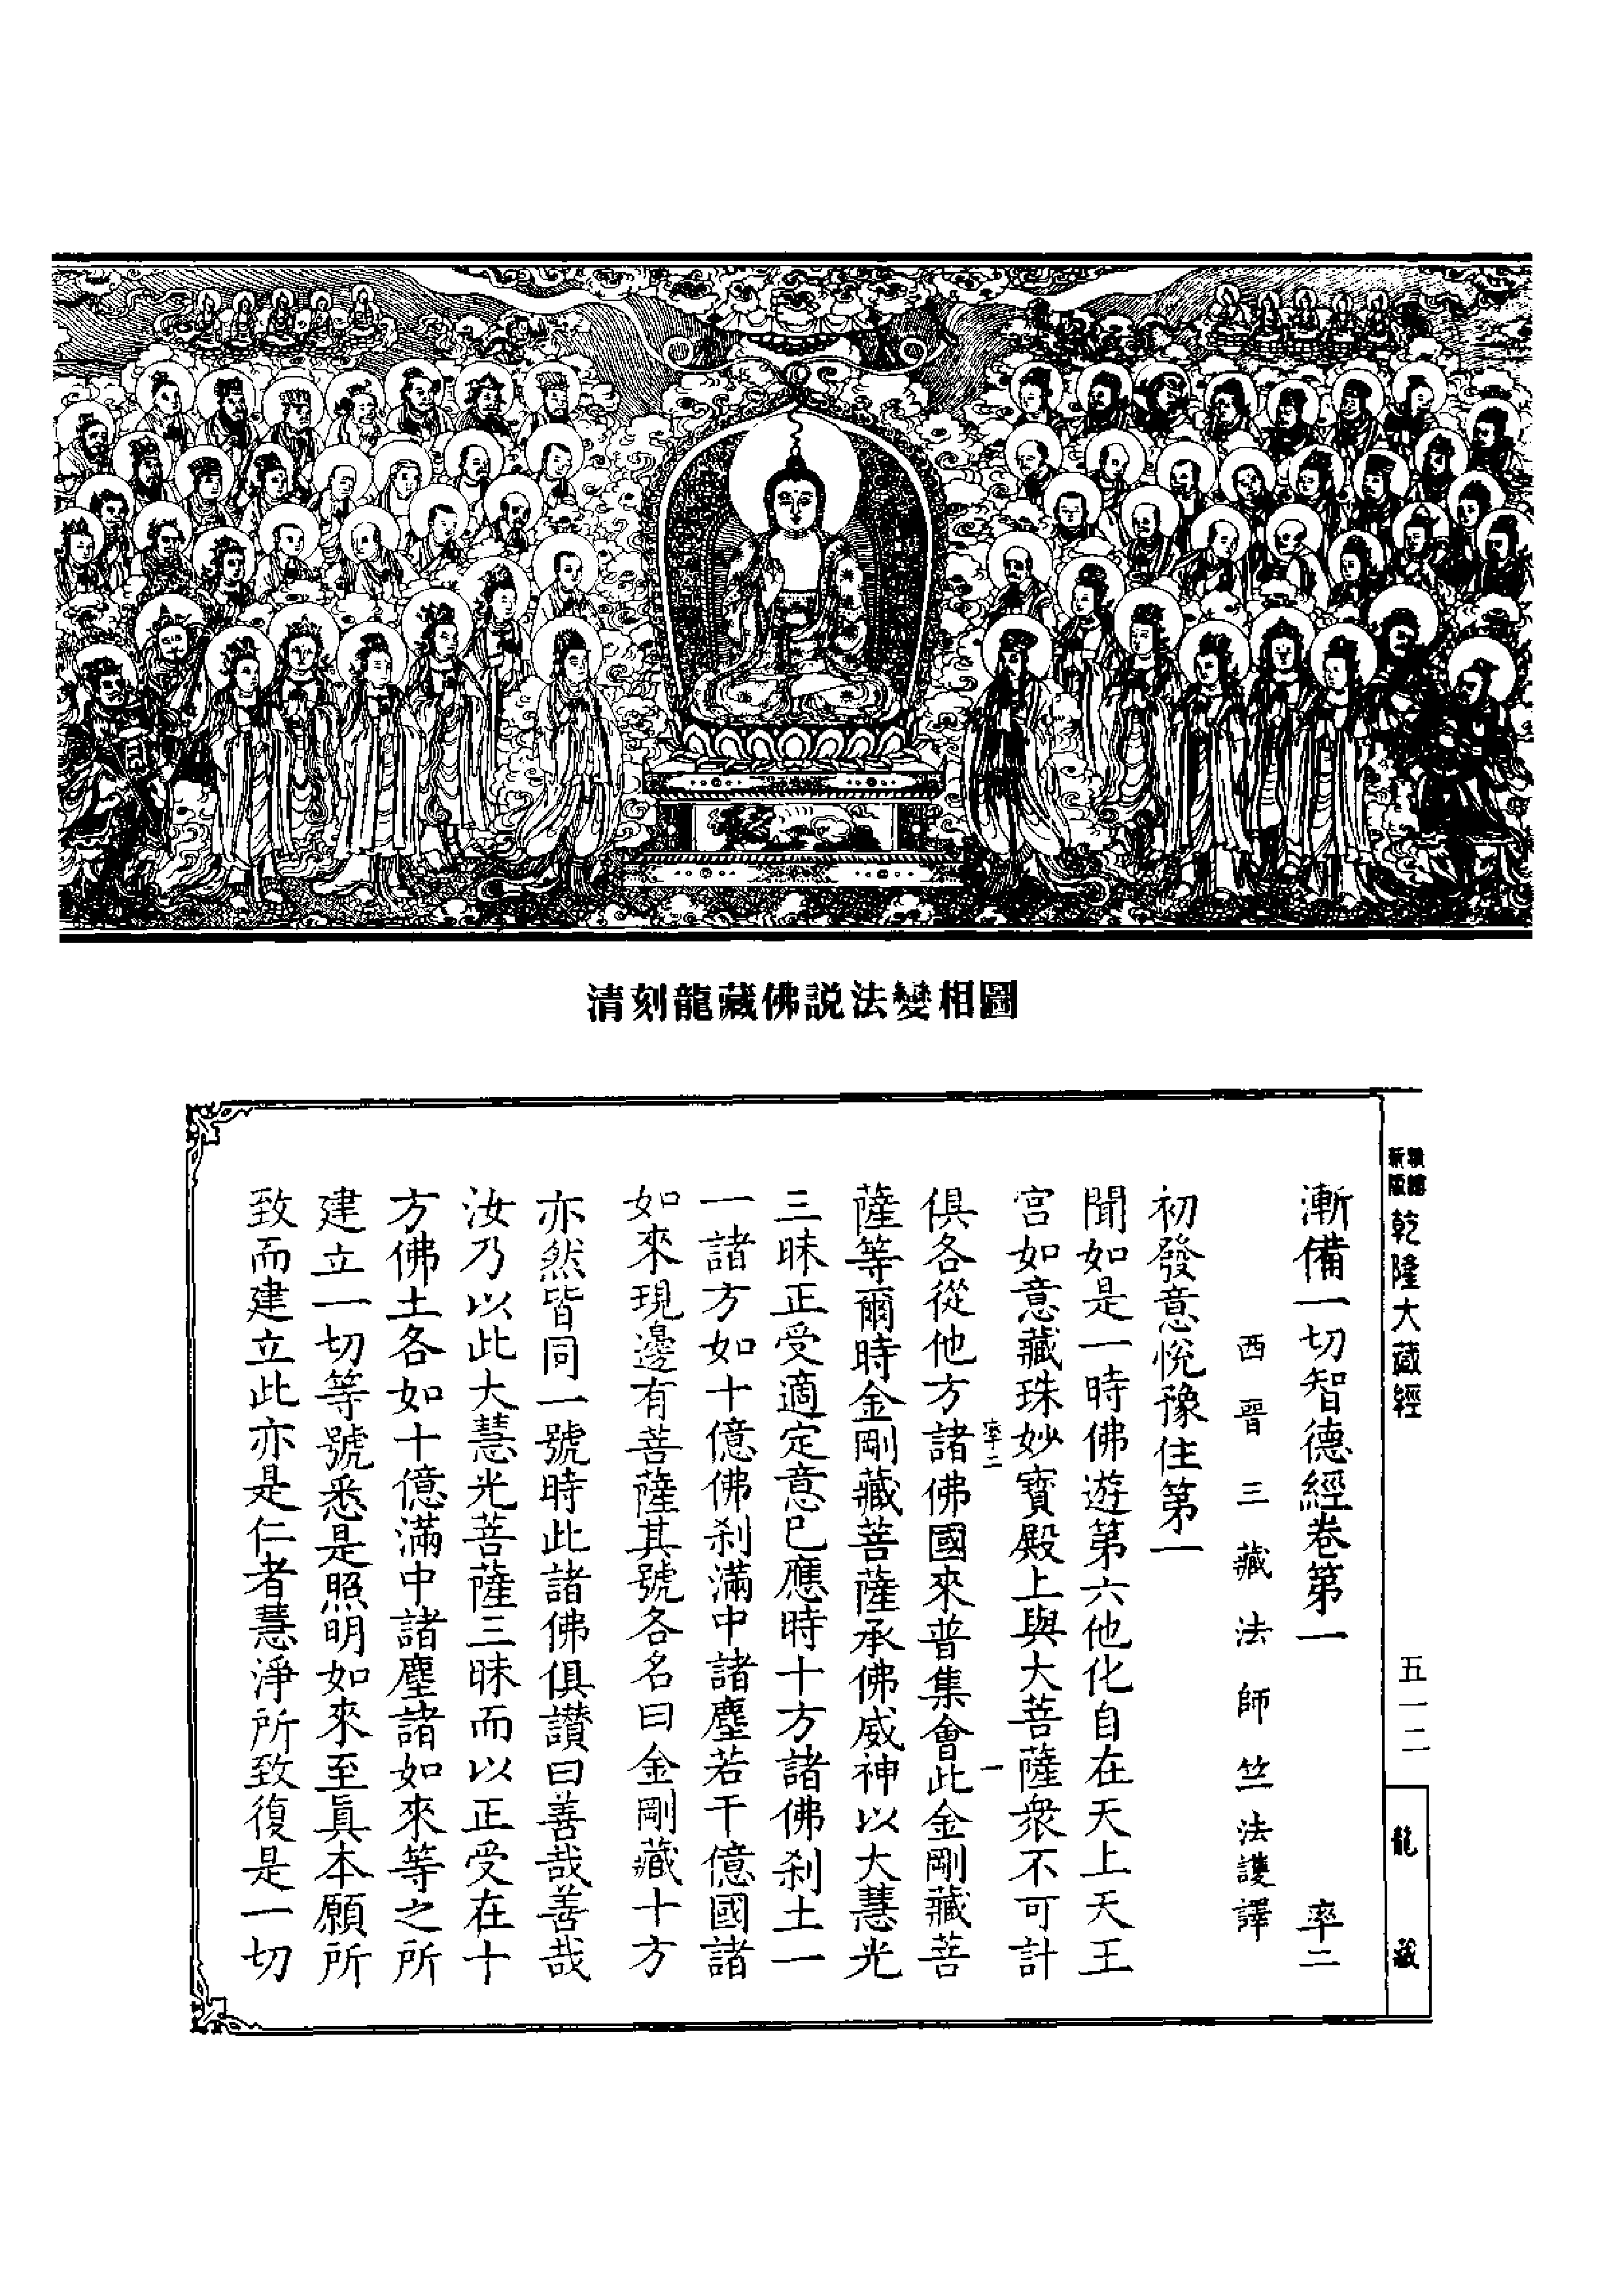 清刻龍藏佛説法變相圖
新版
乾隆大藏經
五一二
龍藏
漸備一切智德經卷第一 率二
西晉三藏法師竺法護譯
初發意悅豫住第一
聞如是一時佛遊第六他化自在天上天王
宮如意藏珠妙寶殿上與大菩薩衆不可計
率二 一
俱各從他方諸佛國來普集會此金剛藏菩
薩等爾時金剛藏菩薩承佛威神以大慧光
三昧正受適定意已應時十方諸佛刹土一
一諸方如十億佛刹滿中諸塵若干億國諸
如來現邊有菩薩其號各名曰金剛藏十方
亦然皆同一號時此諸佛俱讚曰善哉善哉
汝乃以此大慧光菩薩三昧而以正受在十
方佛土各如十億滿中諸塵諸如來等之所
建立一切等號悉是照明如來至眞本願所
致而建立此亦是仁者慧淨所致復是一切